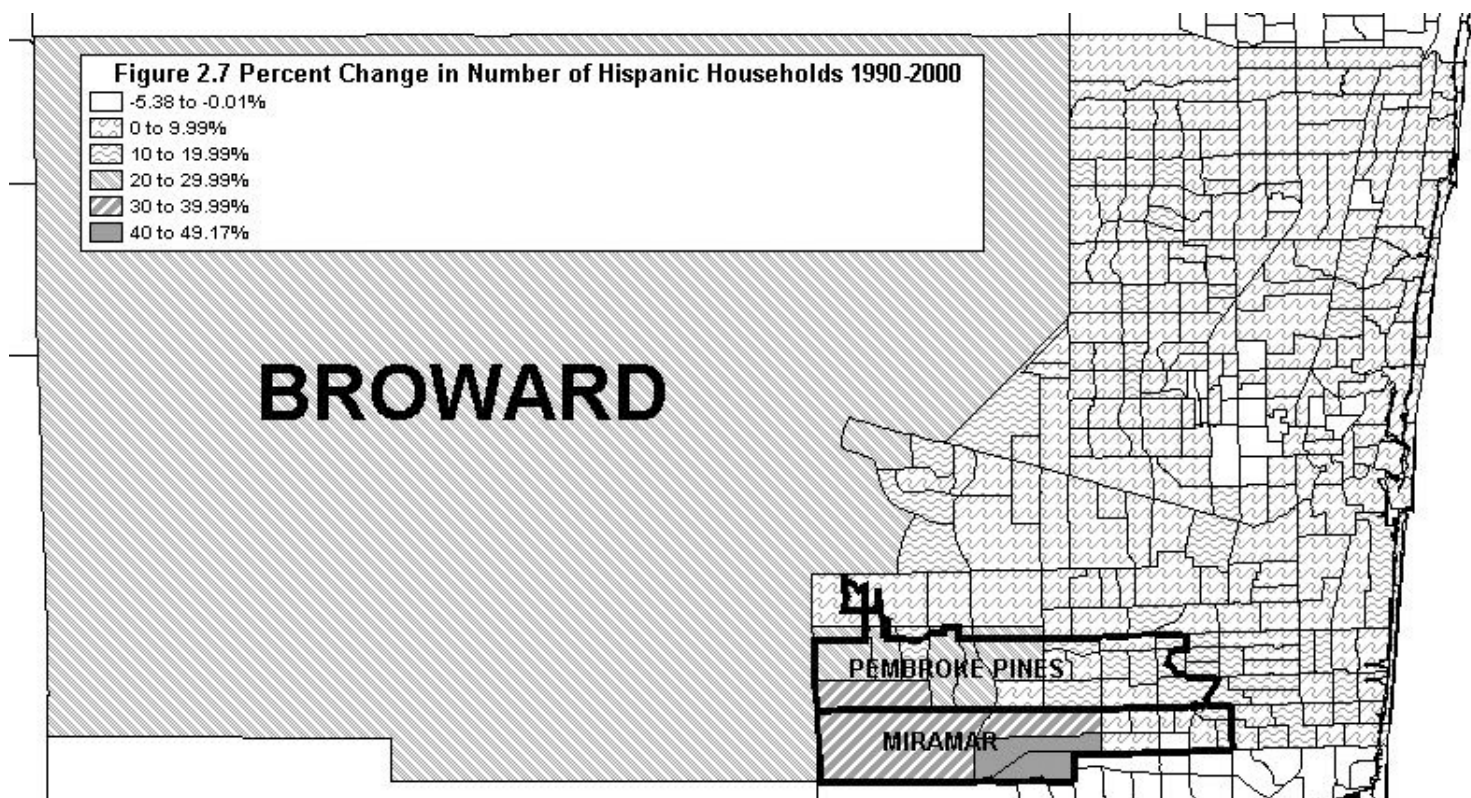 Figure 2.7 Percent Change in Number of Hispanic Households 1990-2000
-5.38 to -0.01%
0 to 9.99%
10 to 19.99%
20 to 29.99%
30 to 39.99%
40 to 49.17%
BROWARD
PEMBROKE PINES
MIRAMAR